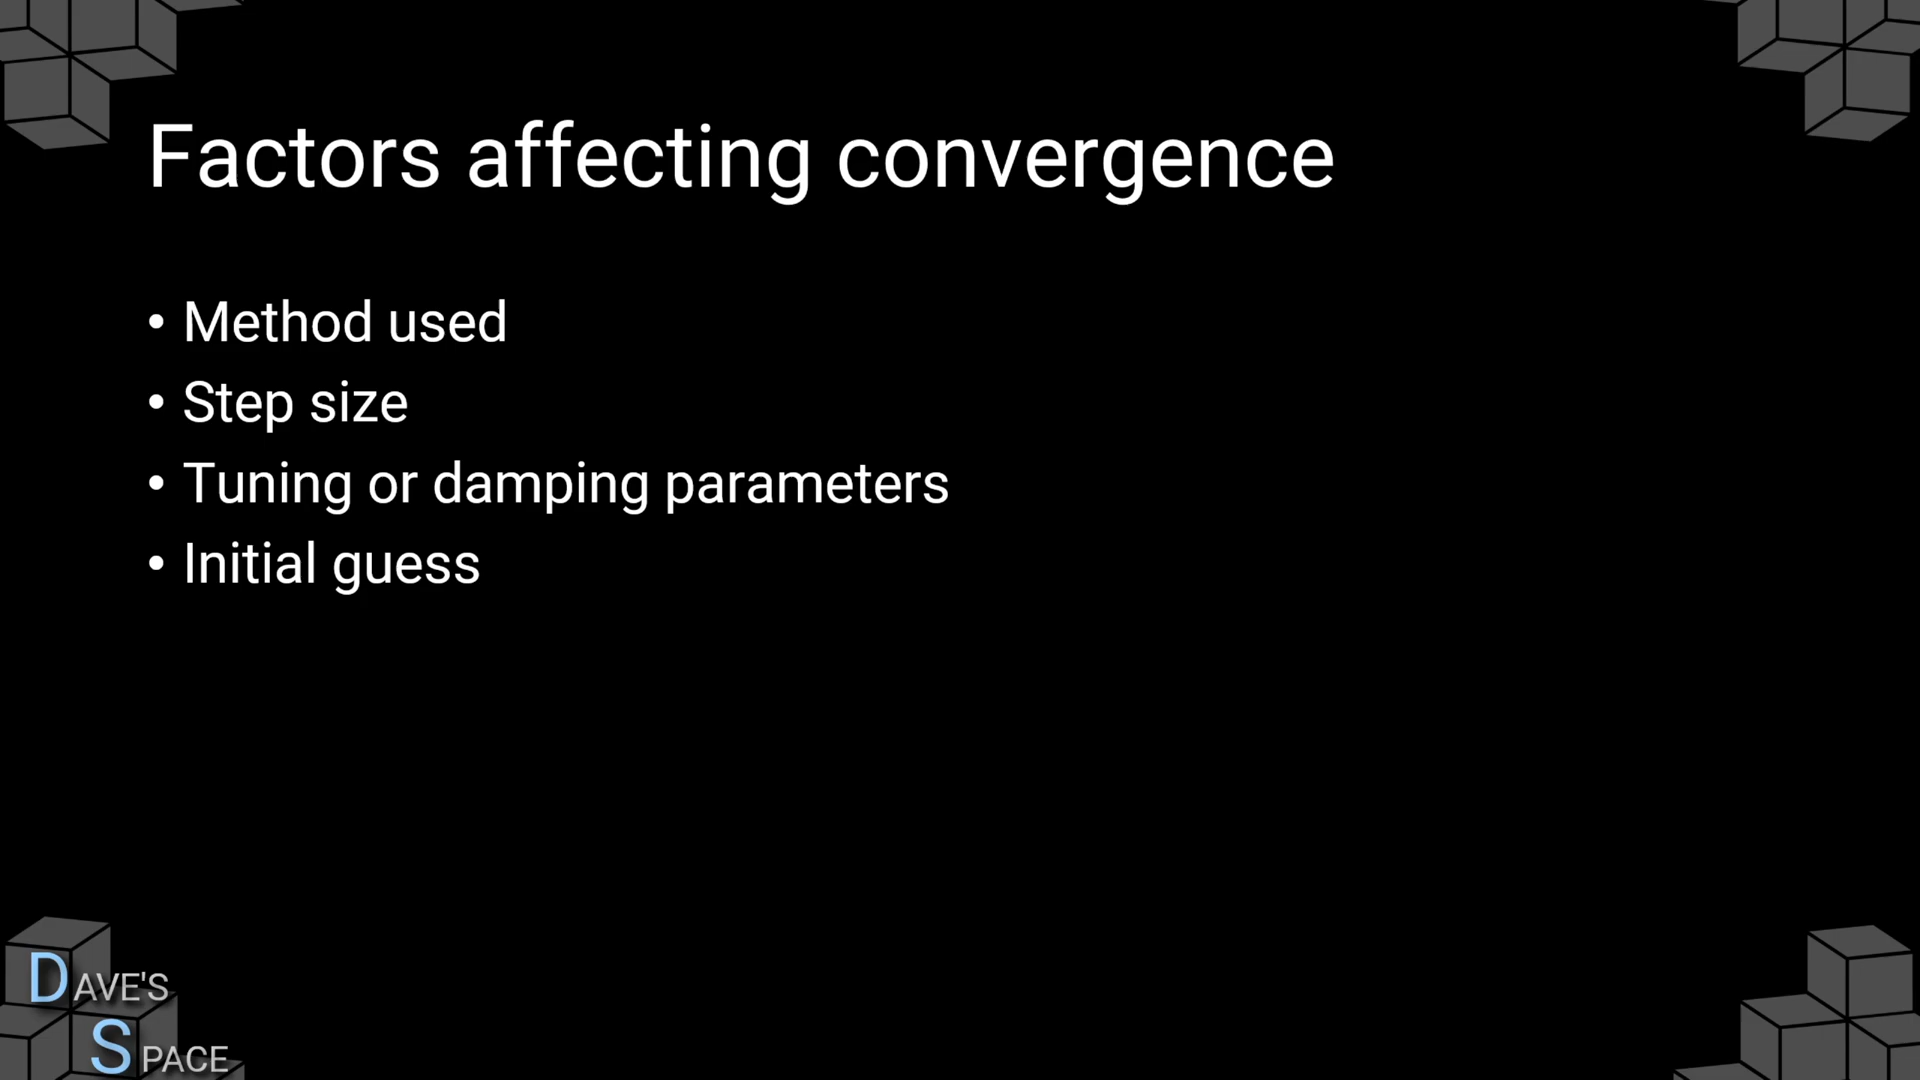 Factors affecting convergence
• Method used
• Step size
• Tuning or damping parameters
• Initial guess
DAVE'S
SPACE